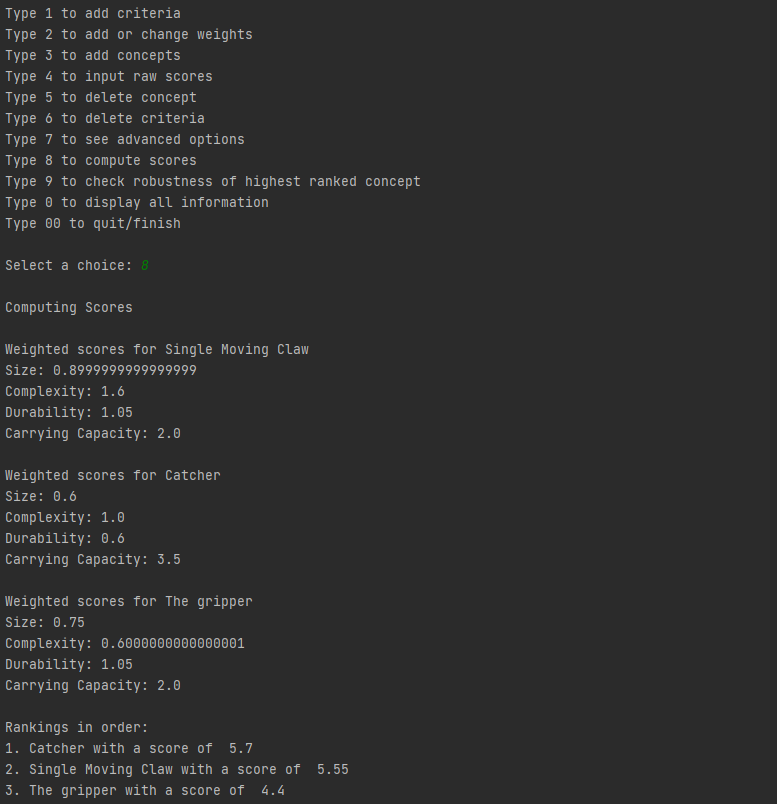 Type 1 to add criteria
Type 2 to add or change weights
Type 3 to add concepts
Type 4 to input raw scores
Type 5 to delete concept
Type 6 to delete criteria
Type 7 to see advanced options
Type 8 to compute scores
Type 9 to check robustness of highest ranked concept
Type 0 to display all information
Type 00 to quit/finish
Select a choice: 8
Computing Scores
Weighted scores for Single Moving Claw
Size: 0.8999999999999999
Complexity: 1.6
Durability: 1.05
Carrying Capacity: 2.0
Weighted scores for Catcher
Size: 0.6
Complexity: 1.0
Durability: 0.6
Carrying Capacity: 3.5
Weighted scores for The gripper
Size: 0.75
Complexity: 0.6000000000000001
Durability: 1.05
Carrying Capacity: 2.0
Rankings in order:
1. Catcher with a score of  5.7
2. Single Moving Claw with a score of  5.55
3. The gripper with a score of  4.4